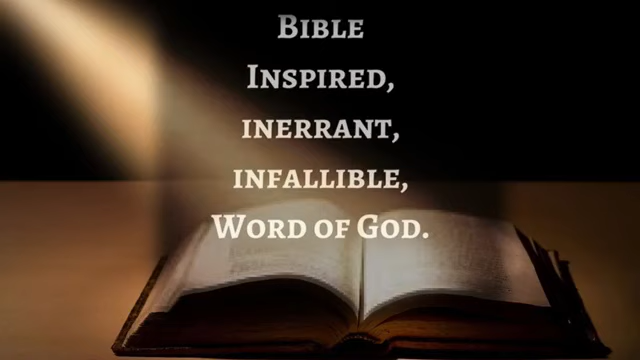 Bible
Inspired,
inerrant,
infallible,
Word of God.